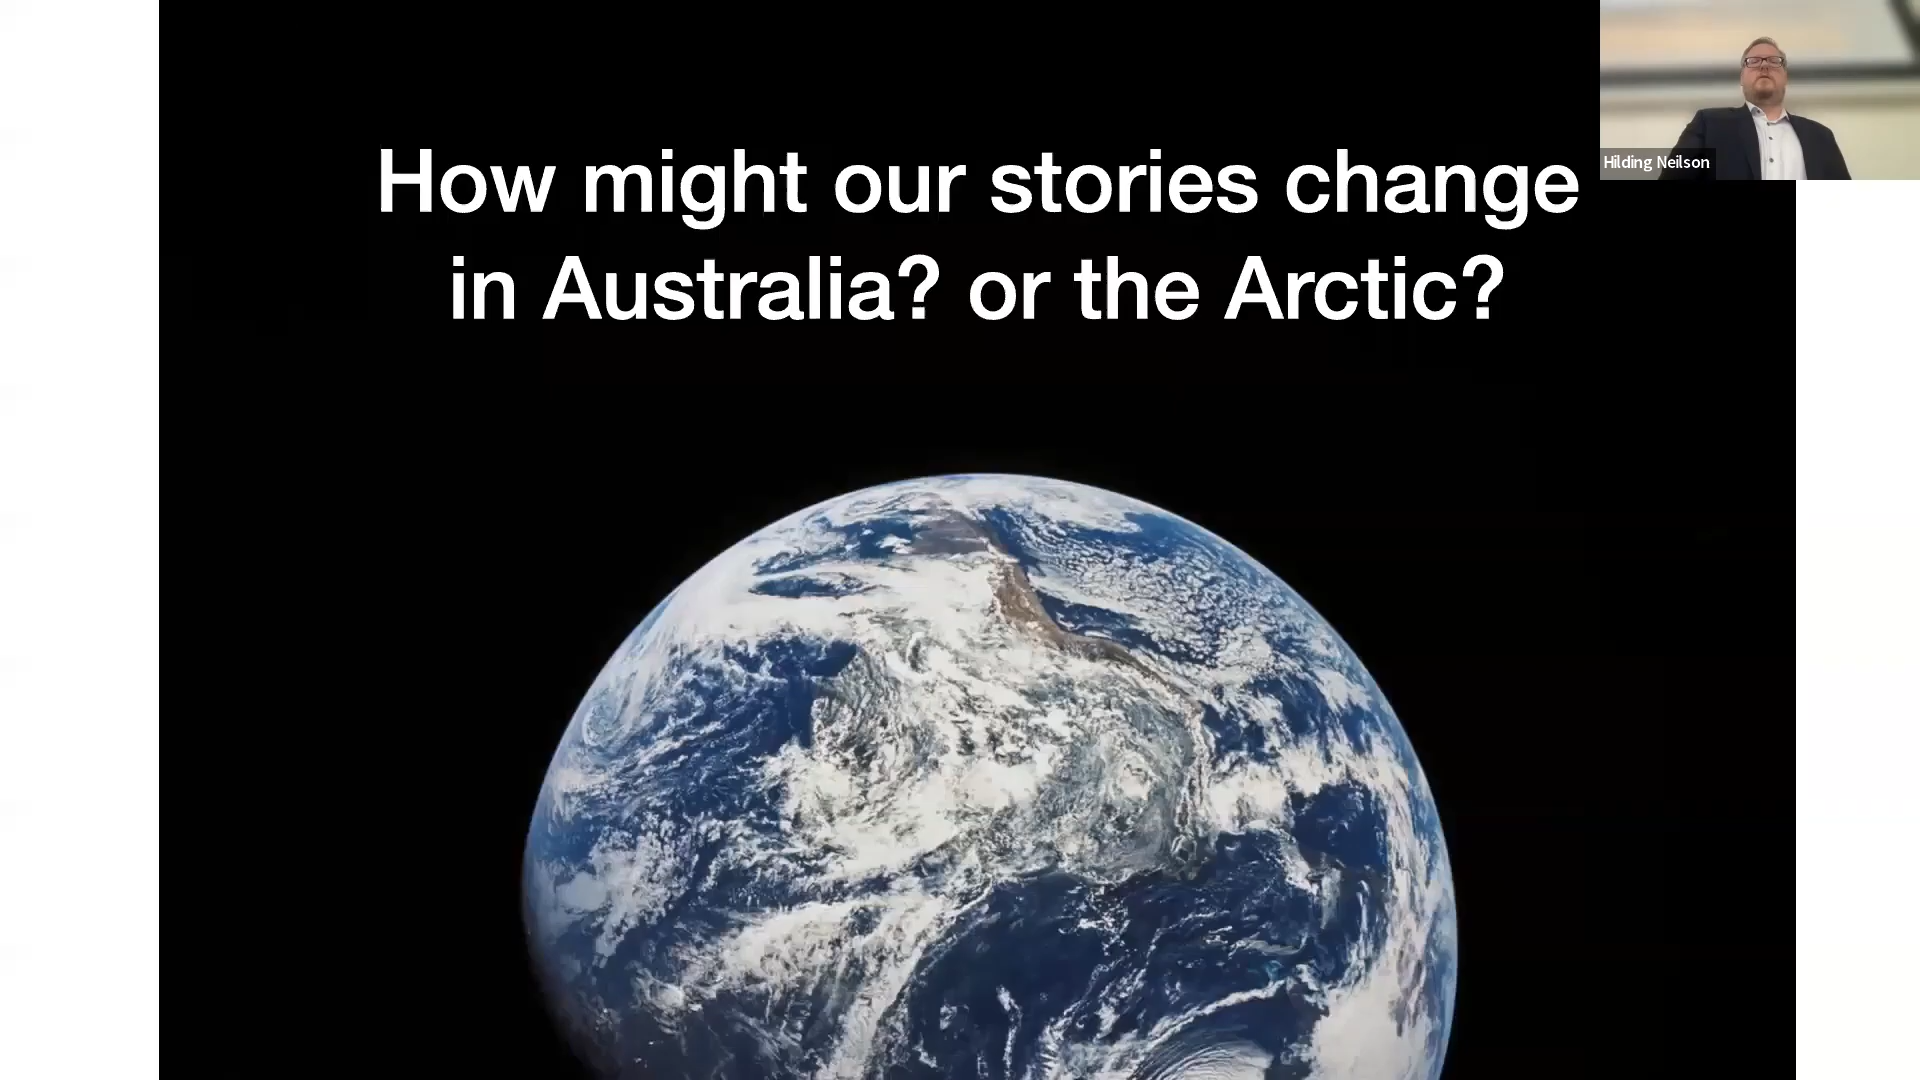 How might our stories change
in Australia? or the Arctic?
Hilding Neilson